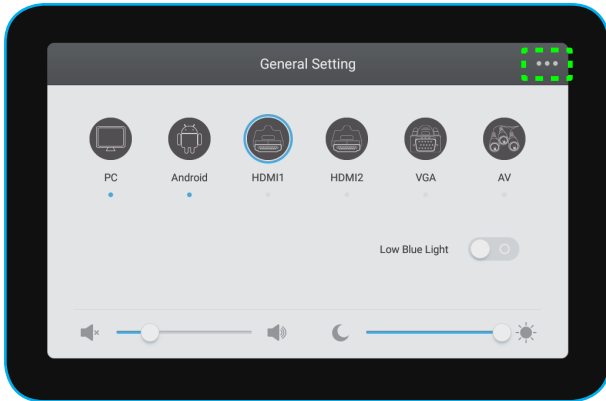 General Setting
PC Android HDMI1 HDMI2 VGA AV
Low Blue Light